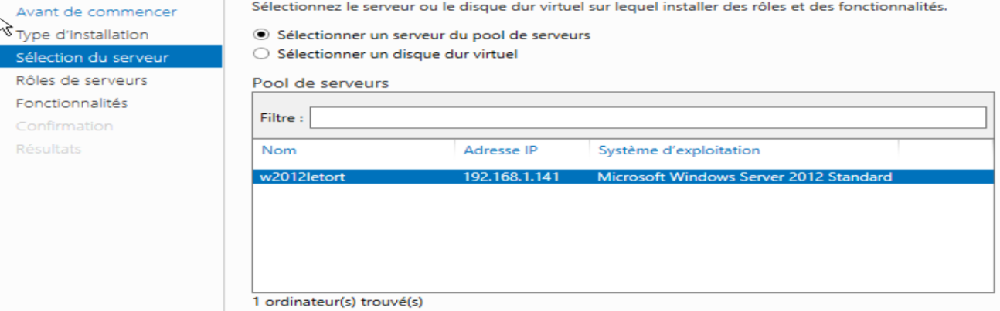 Avant de commencer
Type d'installation
Sélection du serveur
Rôles de serveurs
Fonctionnalités
Confirmation
Résultats
Sélectionnez le serveur ou le disque dur virtuel sur lequel installer des rôles et des fonctionnalités.
Sélectionner un serveur du pool de serveurs
Sélectionner un disque dur virtuel
Pool de serveurs
Filtre :
Nom Adresse IP Système d'exploitation
w2012letort 192.168.1.141 Microsoft Windows Server 2012 Standard
1 ordinateur(s) trouvé(s)